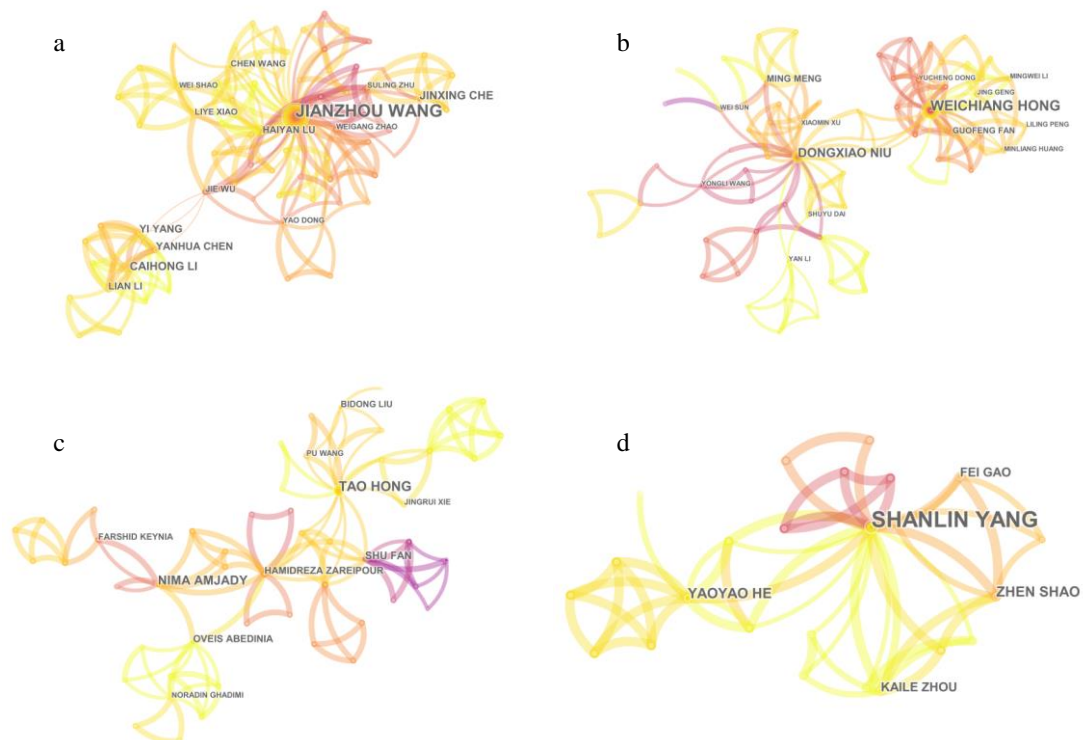 a
CHEN WANG
WEI SHAO
SULING ZHU
JINXING CHE
LIYE XIAO
JIANZHOU WANG
HAIYAN LU
WEIGANG ZHAO
JIE WU
YAO DONG
YI YANG
YANHUA CHEN
CAIHONG LI
LIAN LI
b
MING MENG
YUCHENG DONG
MINGWEI LI
JING GENG
WEI SUN
WEICHIANG HONG
XIAOMIN XU
LILING PENG
GUOFENG FAN
MINLIANG HUANG
DONGXIAO NIU
YONGLI WANG
SHUYU DAI
YAN LI
c
BIDONG LIU
PU WANG
TAO HONG
JINGRUI XIE
FARSHID KEYNIA
SHU FAN
HAMIDREZA ZAREIPOUR
NIMA AMJADY
OVEIS ABEDINIA
NORADIN GHADIMI
d
FEI GAO
SHANLIN YANG
YAOYAO HE
ZHEN SHAO
KAILE ZHOU